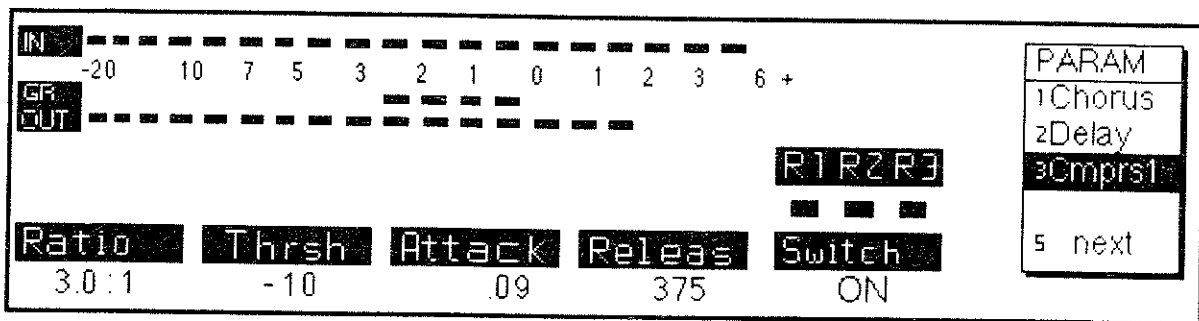 IN
-20 10 7 5 3 2 1 0 1 2 3 6 +
GR
OUT
R1 R2 R3
Ratio Thrsh Attack Releas Switch
3.0:1 -10 .09 375 ON
PARAM
1Chorus
2Delay
3Cmprs1
5 next